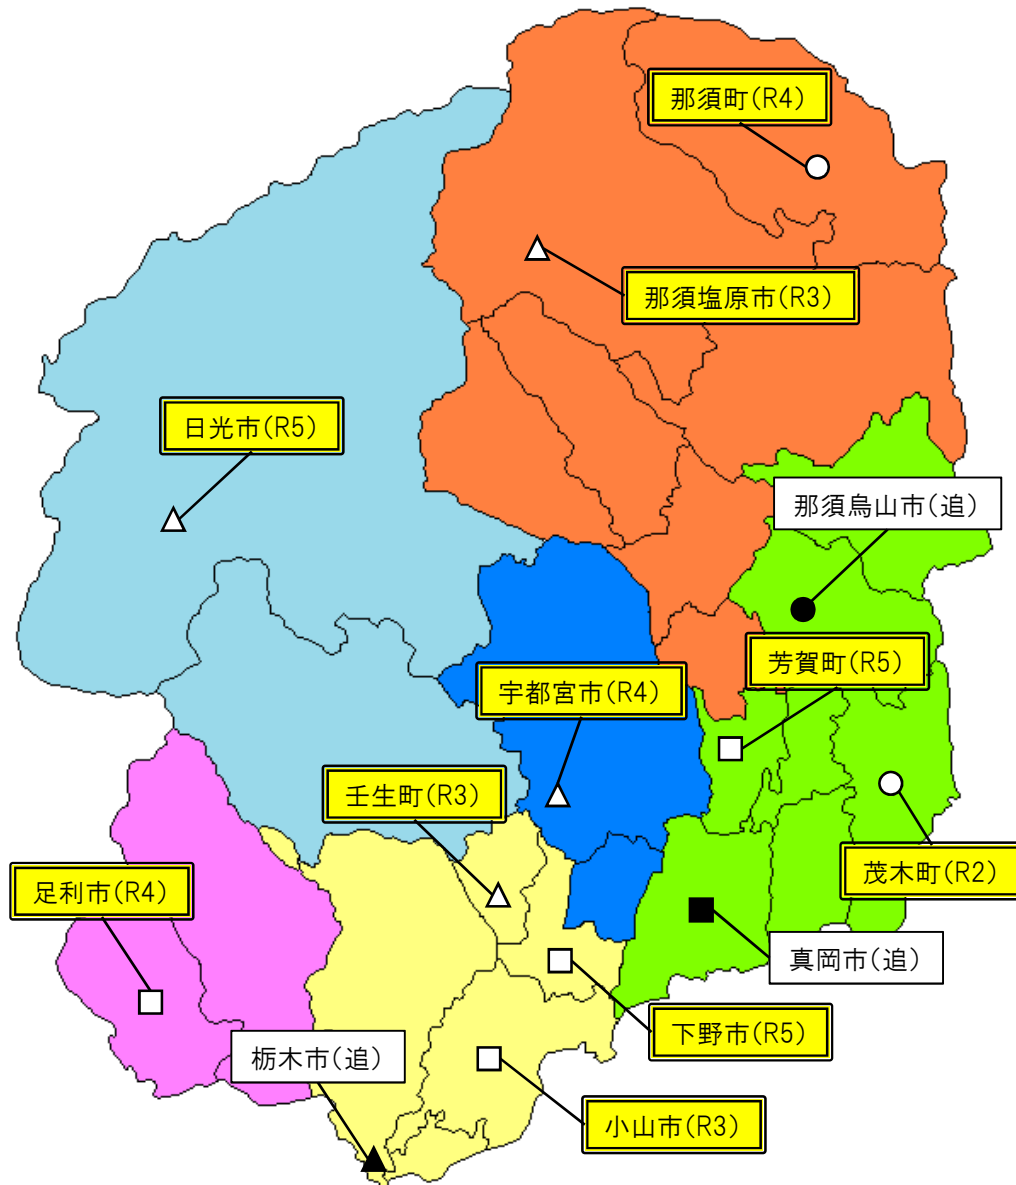 那須町(R4)
那須塩原市(R3)
日光市(R5)
那須烏山市(追)
芳賀町(R5)
宇都宮市(R4)
壬生町(R3)
茂木町(R2)
足利市(R4)
真岡市(追)
下野市(R5)
栃木市(追)
小山市(R3)